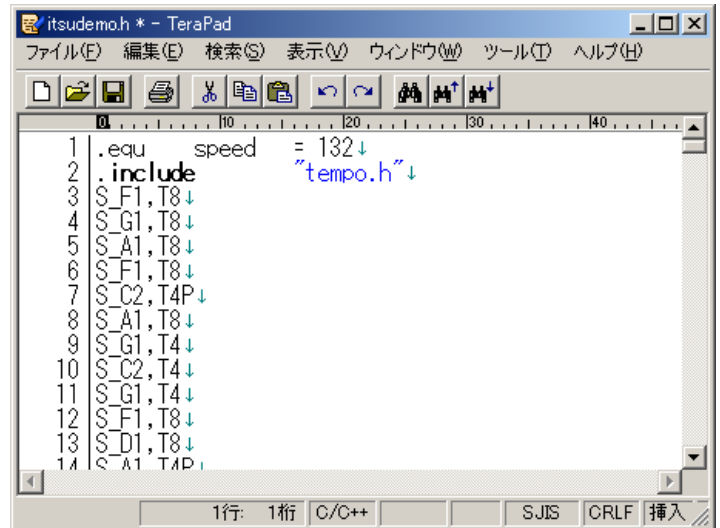 itsudemo.h * - TeraPad
ファイル(F) 編集(E) 検索(S) 表示(V) ウィンドウ(W) ツール(T) ヘルプ(H)
0 10 20 30 40
1 .equ speed = 132↓
2 .include "tempo.h"↓
3 S_F1,T8↓
4 S_G1,T8↓
5 S_A1,T8↓
6 S_F1,T8↓
7 S_C2,T4P↓
8 S_A1,T8↓
9 S_G1,T4↓
10 S_C2,T4↓
11 S_G1,T4↓
12 S_F1,T8↓
13 S_D1,T8↓
14 S_A1,T4P↓
1行: 1桁 C/C++ SJIS CRLF 挿入